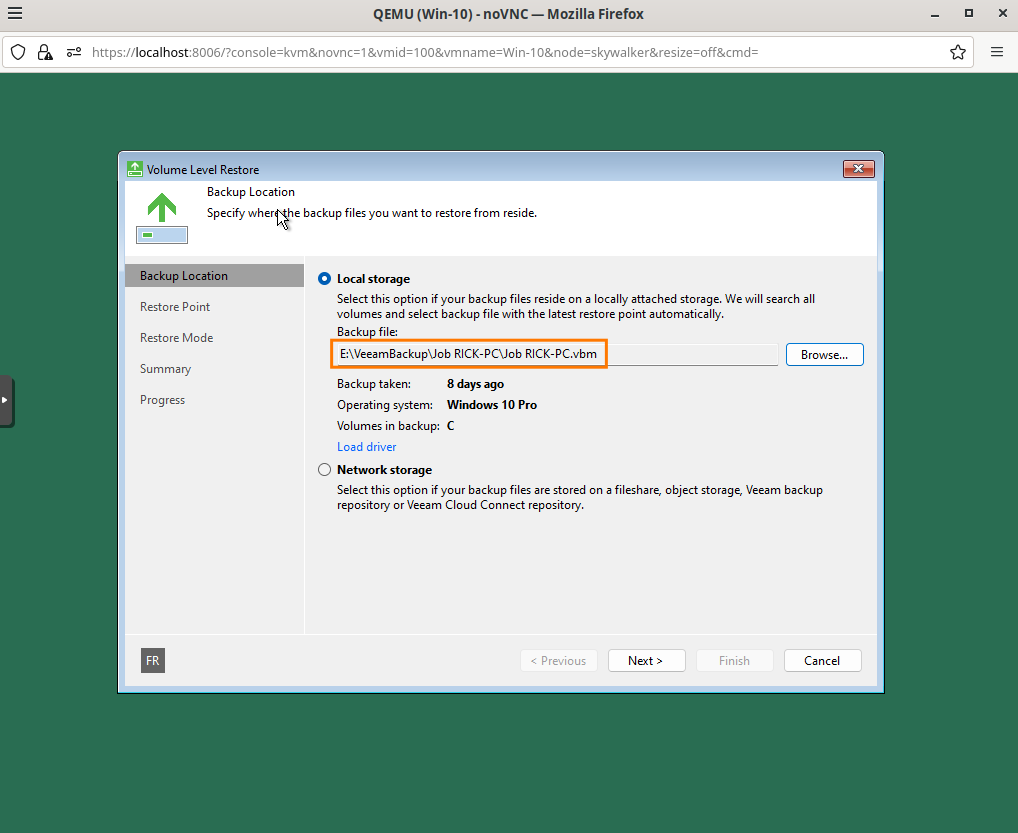 QEMU (Win-10) - noVNC — Mozilla Firefox
https://localhost:8006/?console=kvm&novnc=1&vmid=100&vmname=Win-10&node=skywalker&resize=off&cmd=
Volume Level Restore
Backup Location
Specify where the backup files you want to restore from reside.
Backup Location
Restore Point
Restore Mode
Summary
Progress
Local storage
Select this option if your backup files reside on a locally attached storage. We will search all
volumes and select backup file with the latest restore point automatically.
Backup file:
E:\VeeamBackup\Job RICK-PC\Job RICK-PC.vbm
Browse...
Backup taken: 8 days ago
Operating system: Windows 10 Pro
Volumes in backup: C
Load driver
Network storage
Select this option if your backup files are stored on a fileshare, object storage, Veeam backup
repository or Veeam Cloud Connect repository.
FR
< Previous
Next >
Finish
Cancel